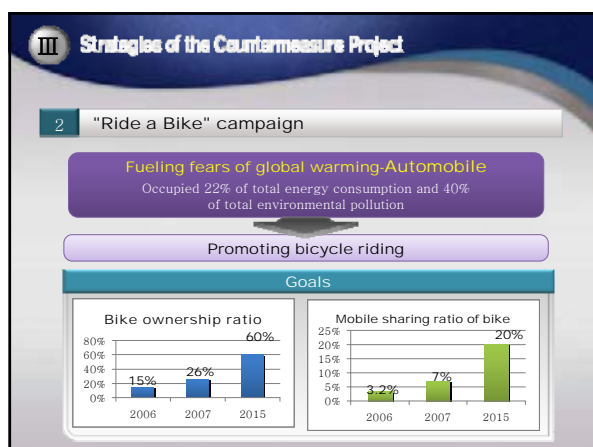 III Strategies of the Countermeasure Project
2 "Ride a Bike" campaign
Fueling fears of global warming-Automobile
Occupied 22% of total energy consumption and 40%
of total environmental pollution
Promoting bicycle riding
Goals
Bike ownership ratio
80%
60%
40%
20%
0%
15%
26%
60%
2006 2007 2015
Mobile sharing ratio of bike
25%
20%
15%
10%
5%
0%
3.2%
7%
20%
2006 2007 2015